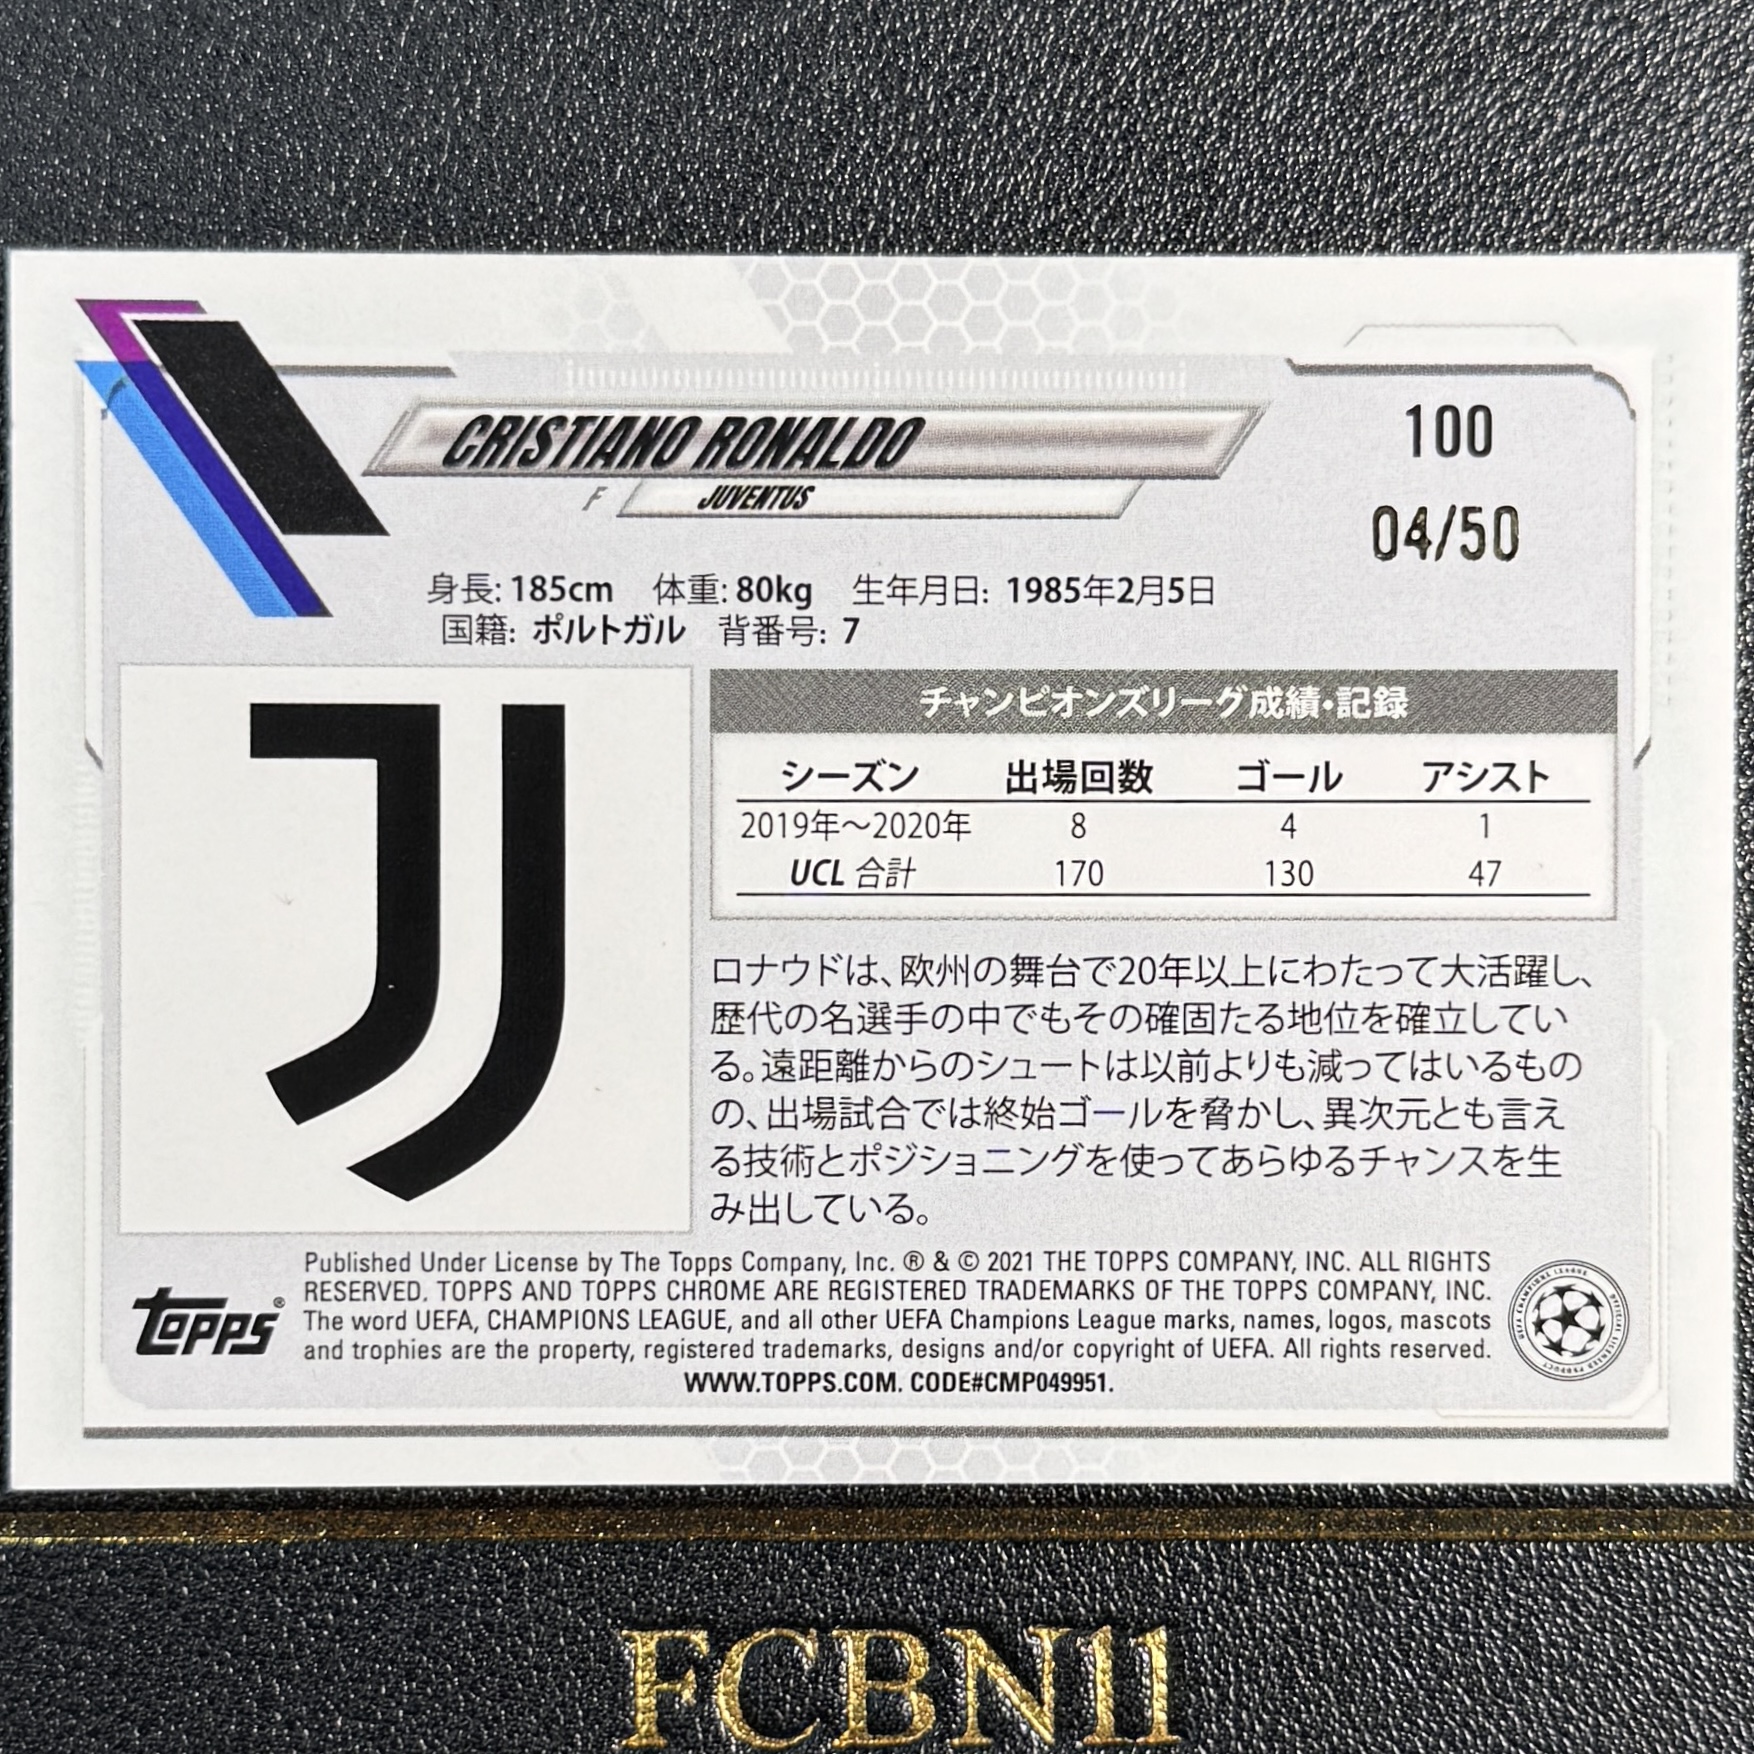 CRISTIANO RONALDO
100
F JUVENTUS
04/50
身長: 185cm 体重: 80kg 生年月日: 1985年2月5日
国籍: ポルトガル 背番号: 7
チャンピオンズリーグ成績・記録
シーズン 出場回数 ゴール アシスト
2019年〜2020年 8 4 1
UCL 合計 170 130 47
ロナウドは、欧州の舞台で20年以上にわたって大活躍し、
歴代の名選手の中でもその確固たる地位を確立してい
る。遠距離からのシュートは以前よりも減ってはいるもの
の、出場試合では終始ゴールを脅かし、異次元とも言え
る技術とポジショニングを使ってあらゆるチャンスを生
み出している。
topps®
Published Under License by The Topps Company, Inc. ® & © 2021 THE TOPPS COMPANY, INC. ALL RIGHTS
RESERVED. TOPPS AND TOPPS CHROME ARE REGISTERED TRADEMARKS OF THE TOPPS COMPANY, INC.
The word UEFA, CHAMPIONS LEAGUE, and all other UEFA Champions League marks, names, logos, mascots
and trophies are the property, registered trademarks, designs and/or copyright of UEFA. All rights reserved.
WWW.TOPPS.COM. CODE#CMP049951.
UEFA CHAMPIONS LEAGUE
OFFICIAL LICENSED PRODUCT
FCBN11